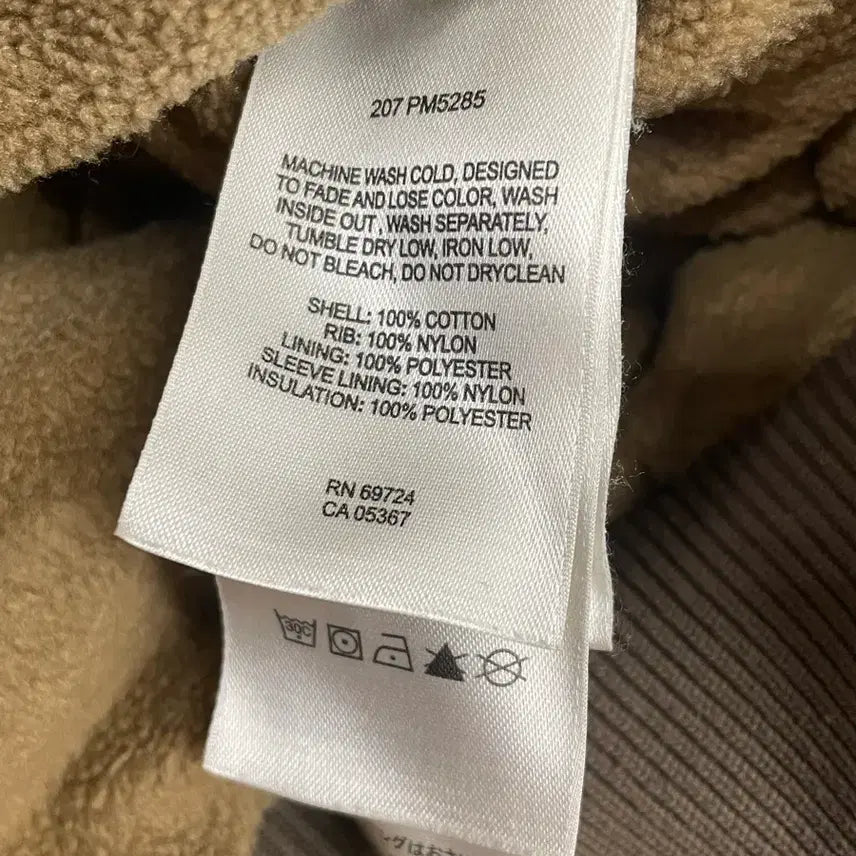 207 PM5285
MACHINE WASH COLD, DESIGNED
TO FADE AND LOSE COLOR, WASH
INSIDE OUT, WASH SEPARATELY,
TUMBLE DRY LOW, IRON LOW,
DO NOT BLEACH, DO NOT DRYCLEAN
SHELL: 100% COTTON
RIB: 100% NYLON
LINING: 100% POLYESTER
SLEEVE LINING: 100% NYLON
INSULATION: 100% POLYESTER
RN 69724
CA 05367
30C